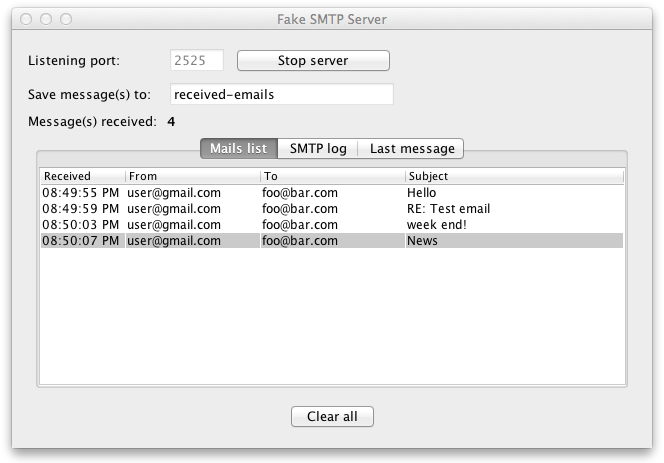 Fake SMTP Server
Listening port: 2525 Stop server
Save message(s) to: received-emails
Message(s) received: 4
Mails list SMTP log Last message
Received From To Subject
08:49:55 PM user@gmail.com foo@bar.com Hello
08:49:59 PM user@gmail.com foo@bar.com RE: Test email
08:50:03 PM user@gmail.com foo@bar.com week end!
08:50:07 PM user@gmail.com foo@bar.com News
Clear all